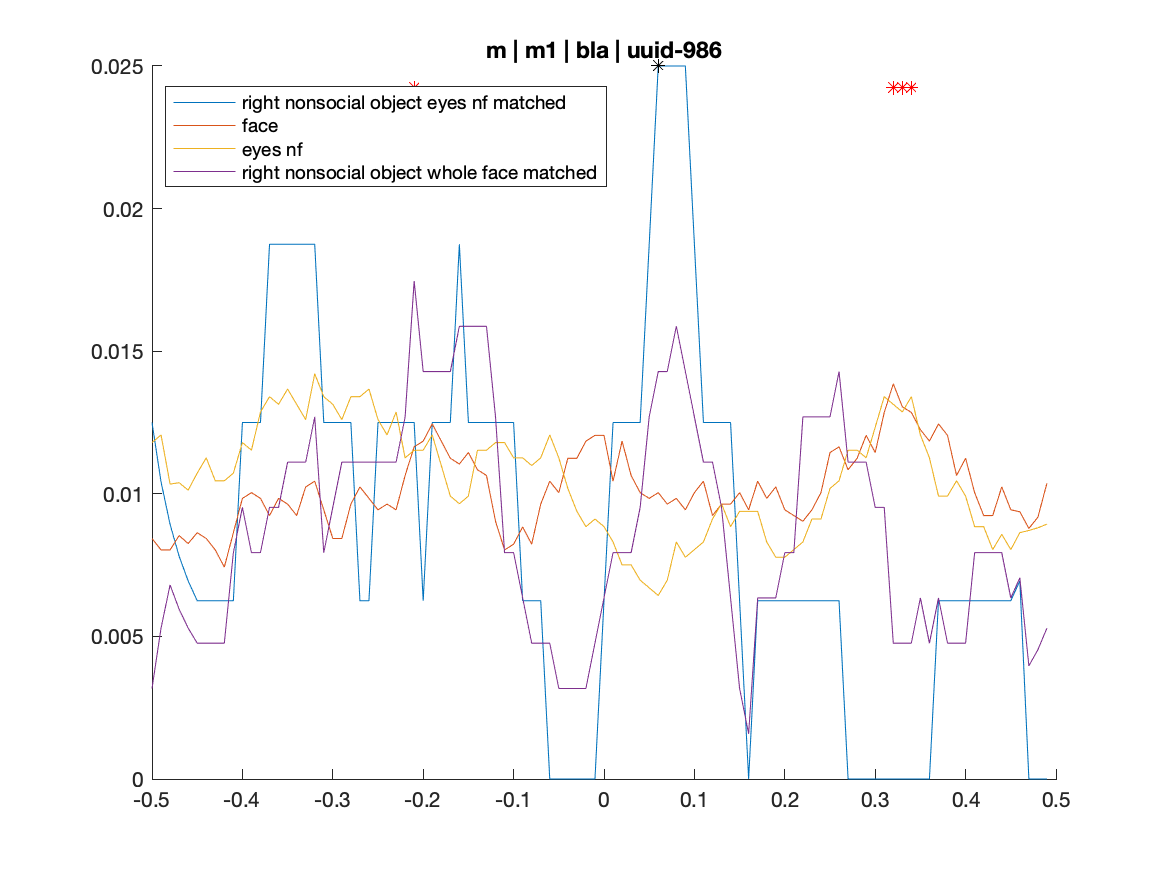 m | m1 | bla | uuid-986
0.025
right nonsocial object eyes nf matched
face
eyes nf
right nonsocial object whole face matched
0.02
0.015
0.01
0.005
0
-0.5 -0.4 -0.3 -0.2 -0.1 0 0.1 0.2 0.3 0.4 0.5